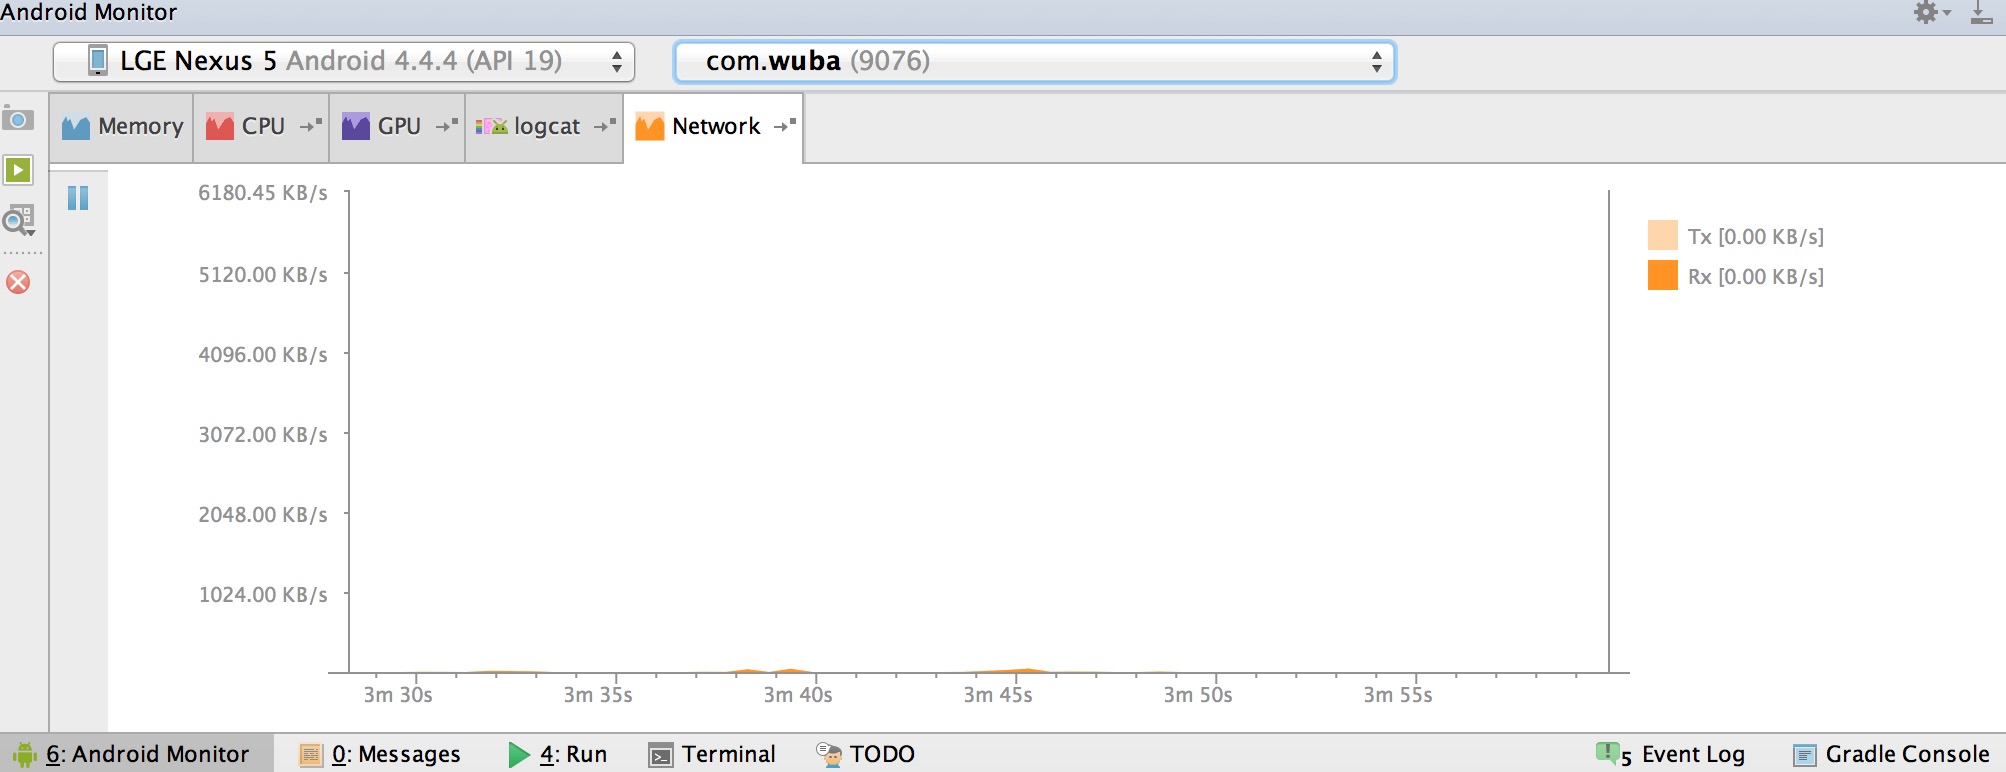 Android Monitor
LGE Nexus 5 Android 4.4.4 (API 19) com.wuba (9076)
Memory CPU GPU logcat Network
6180.45 KB/s
5120.00 KB/s
4096.00 KB/s
3072.00 KB/s
2048.00 KB/s
1024.00 KB/s
Tx [0.00 KB/s]
Rx [0.00 KB/s]
3m 30s 3m 35s 3m 40s 3m 45s 3m 50s 3m 55s
6: Android Monitor 0: Messages 4: Run Terminal TODO 5 Event Log Gradle Console